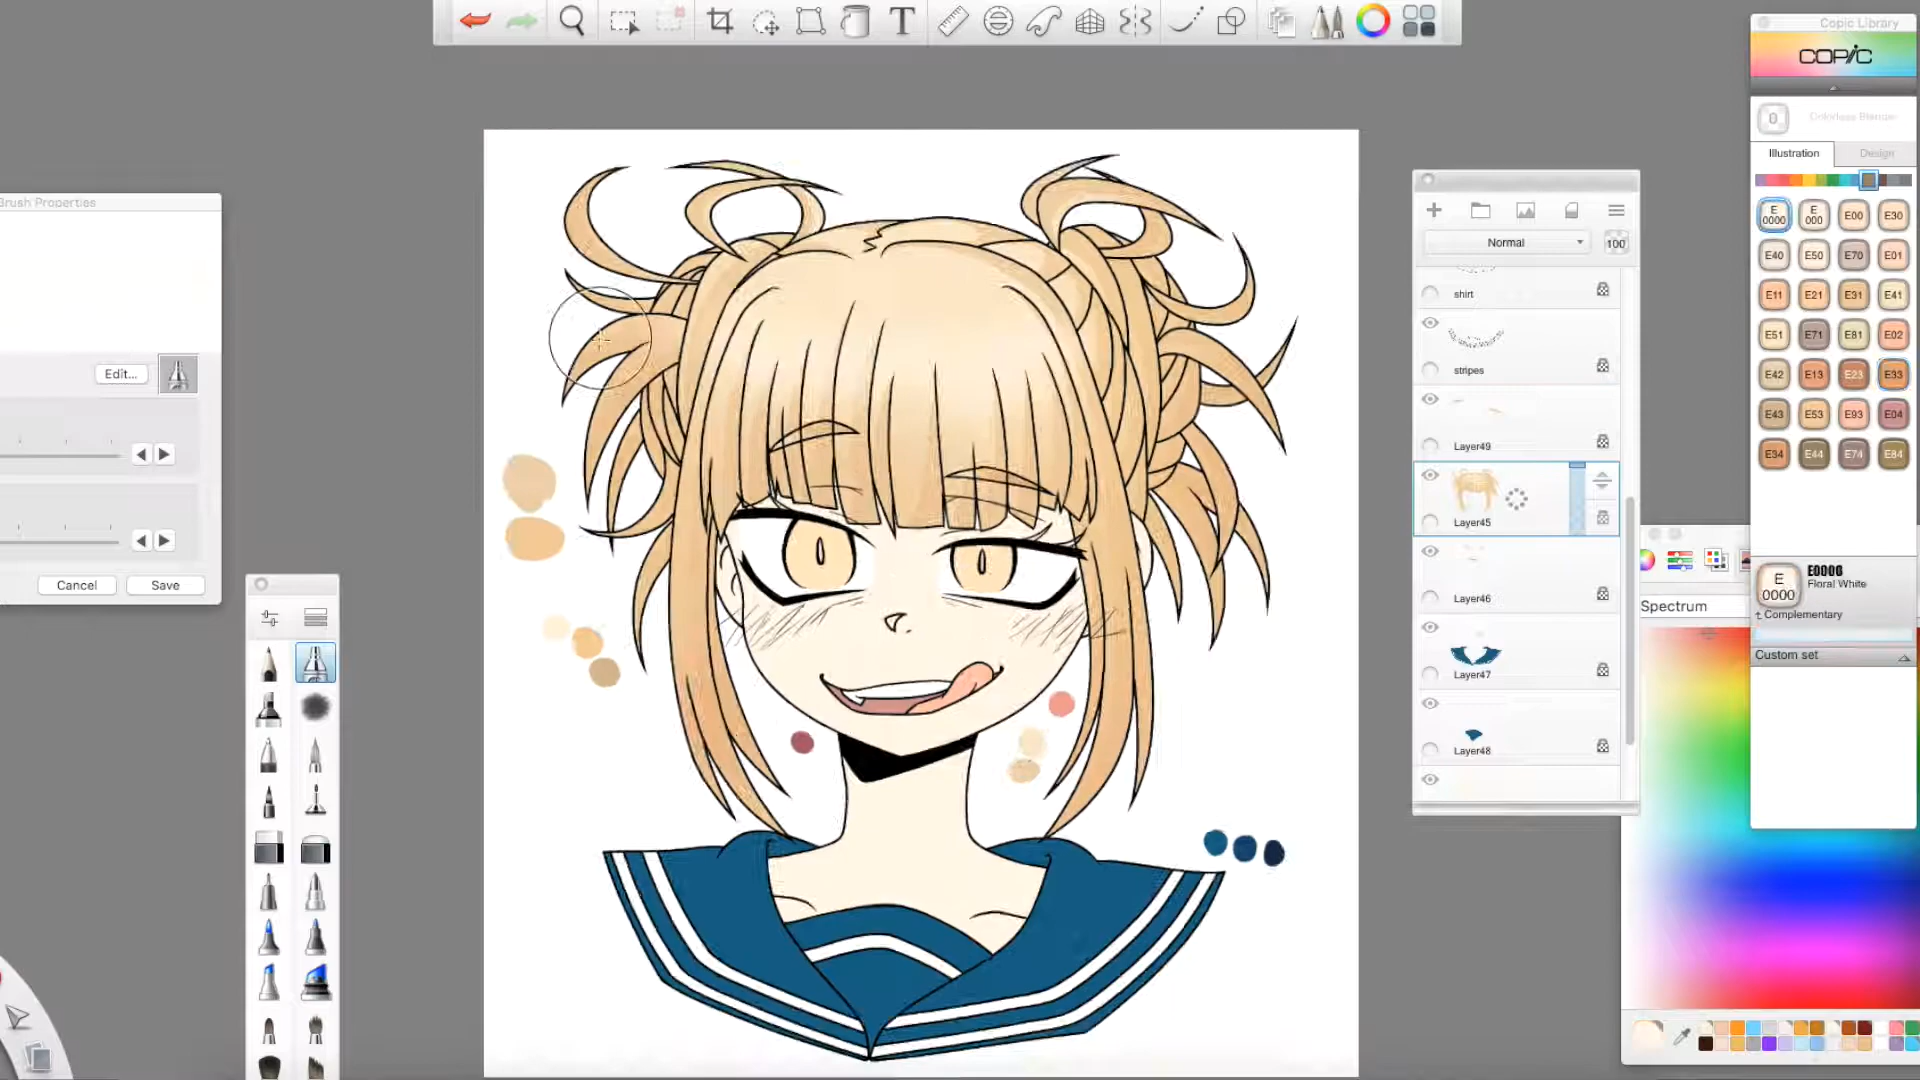 Copic Library
COPIC
0 Colorless Blender
Illustration Design
E 0000
E 000
E00
E30
E40
E50
E70
E01
E11
E21
E31
E41
E51
E71
E81
E02
E42
E13
E23
E33
E43
E53
E93
E04
E34
E44
E74
E84
E 0000
E0000
Floral White
Complementary
Custom set
Brush Properties
Edit...
Cancel
Save
Normal
100
shirt
stripes
Layer49
Layer45
Layer46
Layer47
Layer48
Spectrum
T